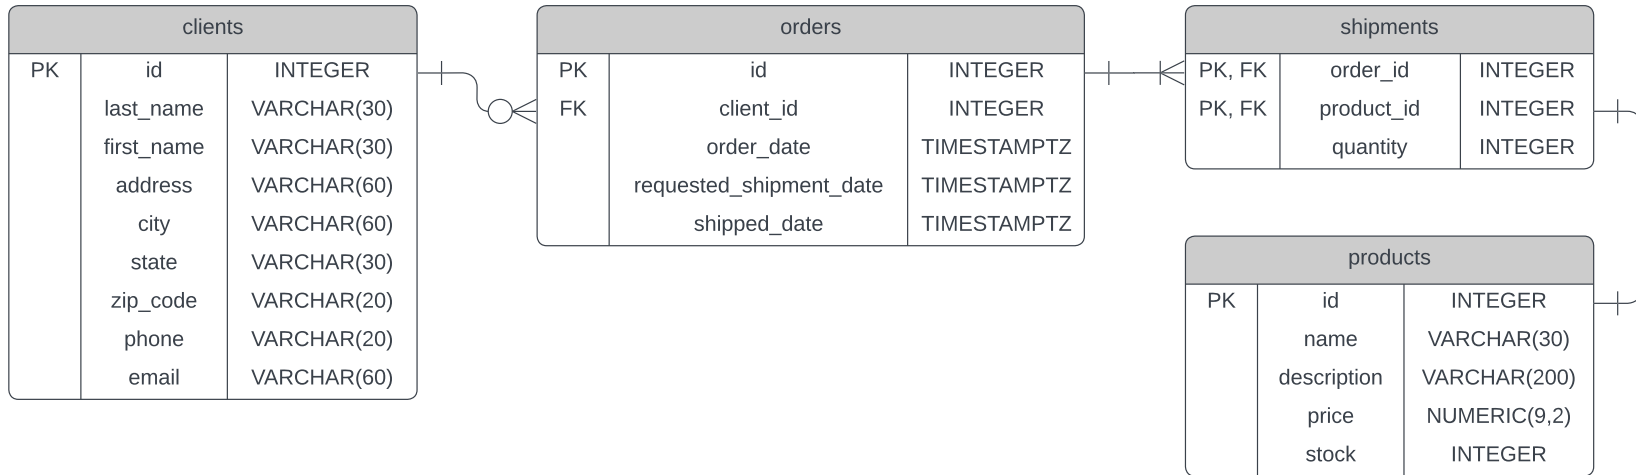 clients
PK id INTEGER
last_name VARCHAR(30)
first_name VARCHAR(30)
address VARCHAR(60)
city VARCHAR(60)
state VARCHAR(30)
zip_code VARCHAR(20)
phone VARCHAR(20)
email VARCHAR(60)
orders
PK id INTEGER
FK client_id INTEGER
order_date TIMESTAMPTZ
requested_shipment_date TIMESTAMPTZ
shipped_date TIMESTAMPTZ
shipments
PK, FK order_id INTEGER
PK, FK product_id INTEGER
quantity INTEGER
products
PK id INTEGER
name VARCHAR(30)
description VARCHAR(200)
price NUMERIC(9,2)
stock INTEGER